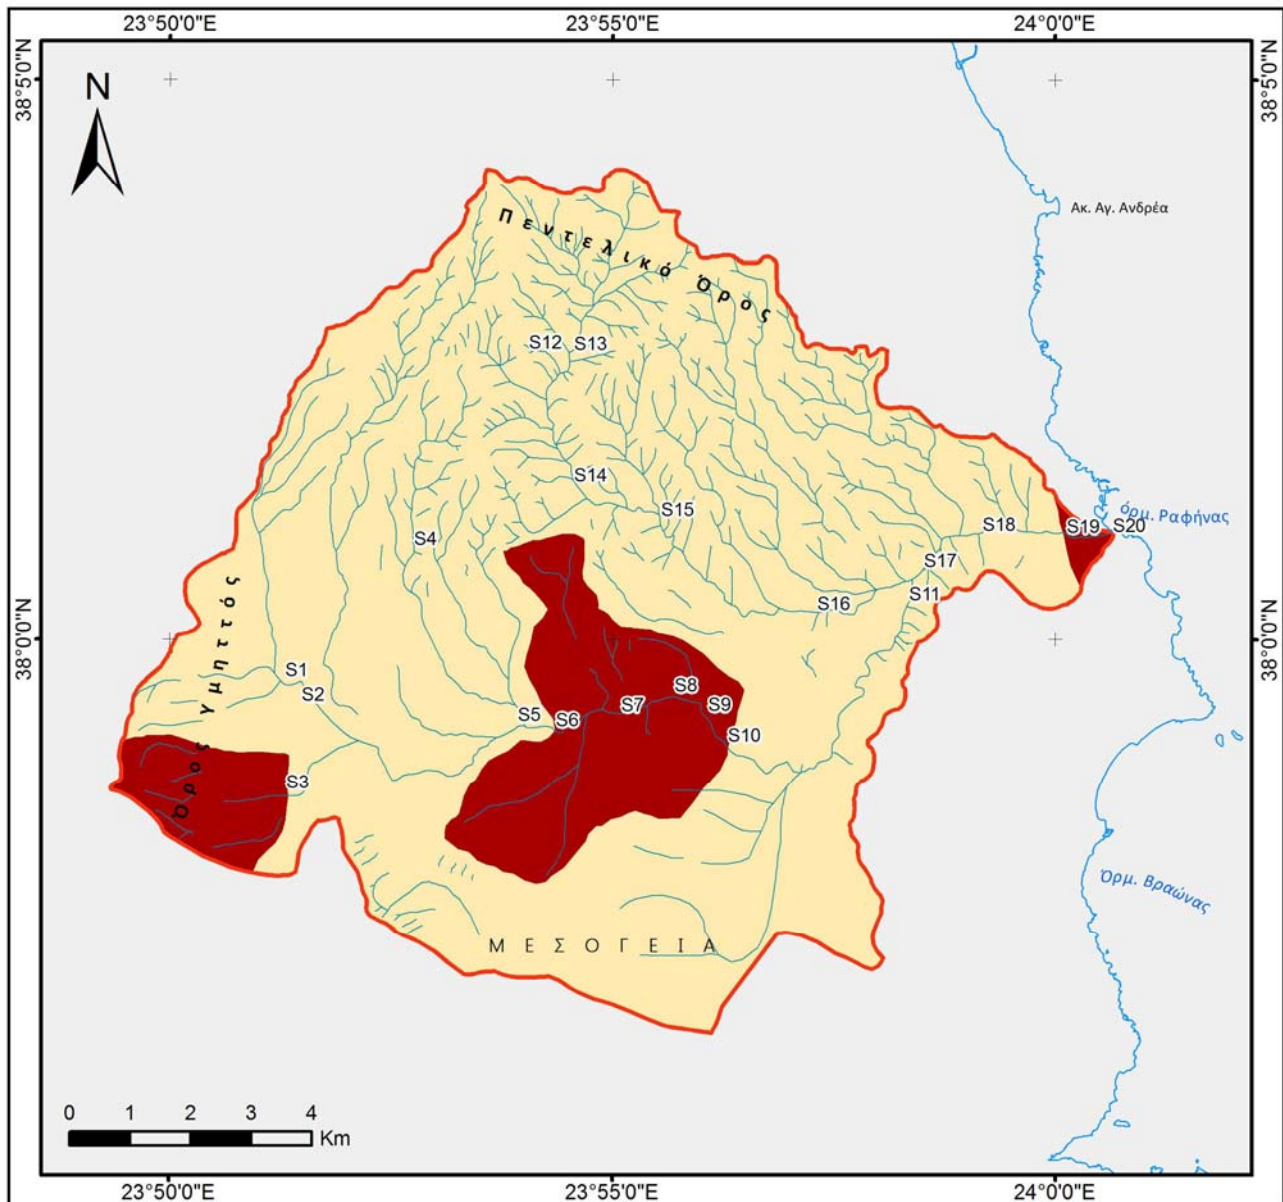 23°50'0"E 23°55'0"E 24°0'0"E
38°5'0"N 38°5'0"N
N
Ακ. Αγ. Ανδρέα
Πεντελικό Όρος
S12 S13
S14
S15
S4
όρμ. Ραφήνας
S18 S19 S20
S17
S11
S16
38°0'0"N 38°0'0"N
Όρος Υμηττός
S1
S2
S8
S5 S6 S7 S9
S10
S3
Όρμ. Βραώνας
ΜΕΣΟΓΕΙΑ
0 1 2 3 4
Km
23°50'0"E 23°55'0"E 24°0'0"E